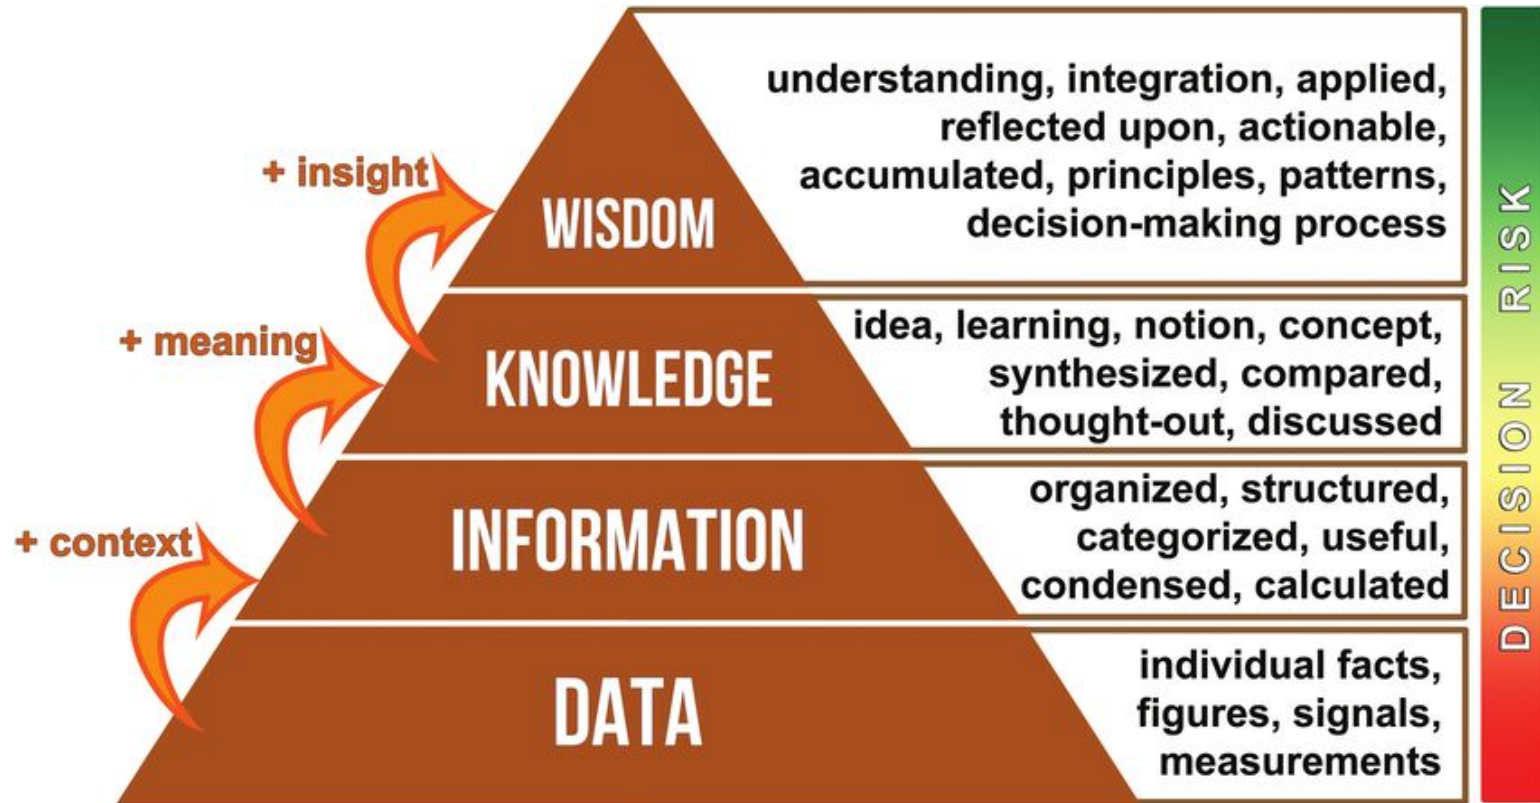 understanding, integration, applied,
reflected upon, actionable,
accumulated, principles, patterns,
decision-making process
+ insight
WISDOM
idea, learning, notion, concept,
synthesized, compared,
thought-out, discussed
+ meaning
KNOWLEDGE
organized, structured,
categorized, useful,
condensed, calculated
+ context
INFORMATION
individual facts,
figures, signals,
measurements
DATA
DECISION RISK